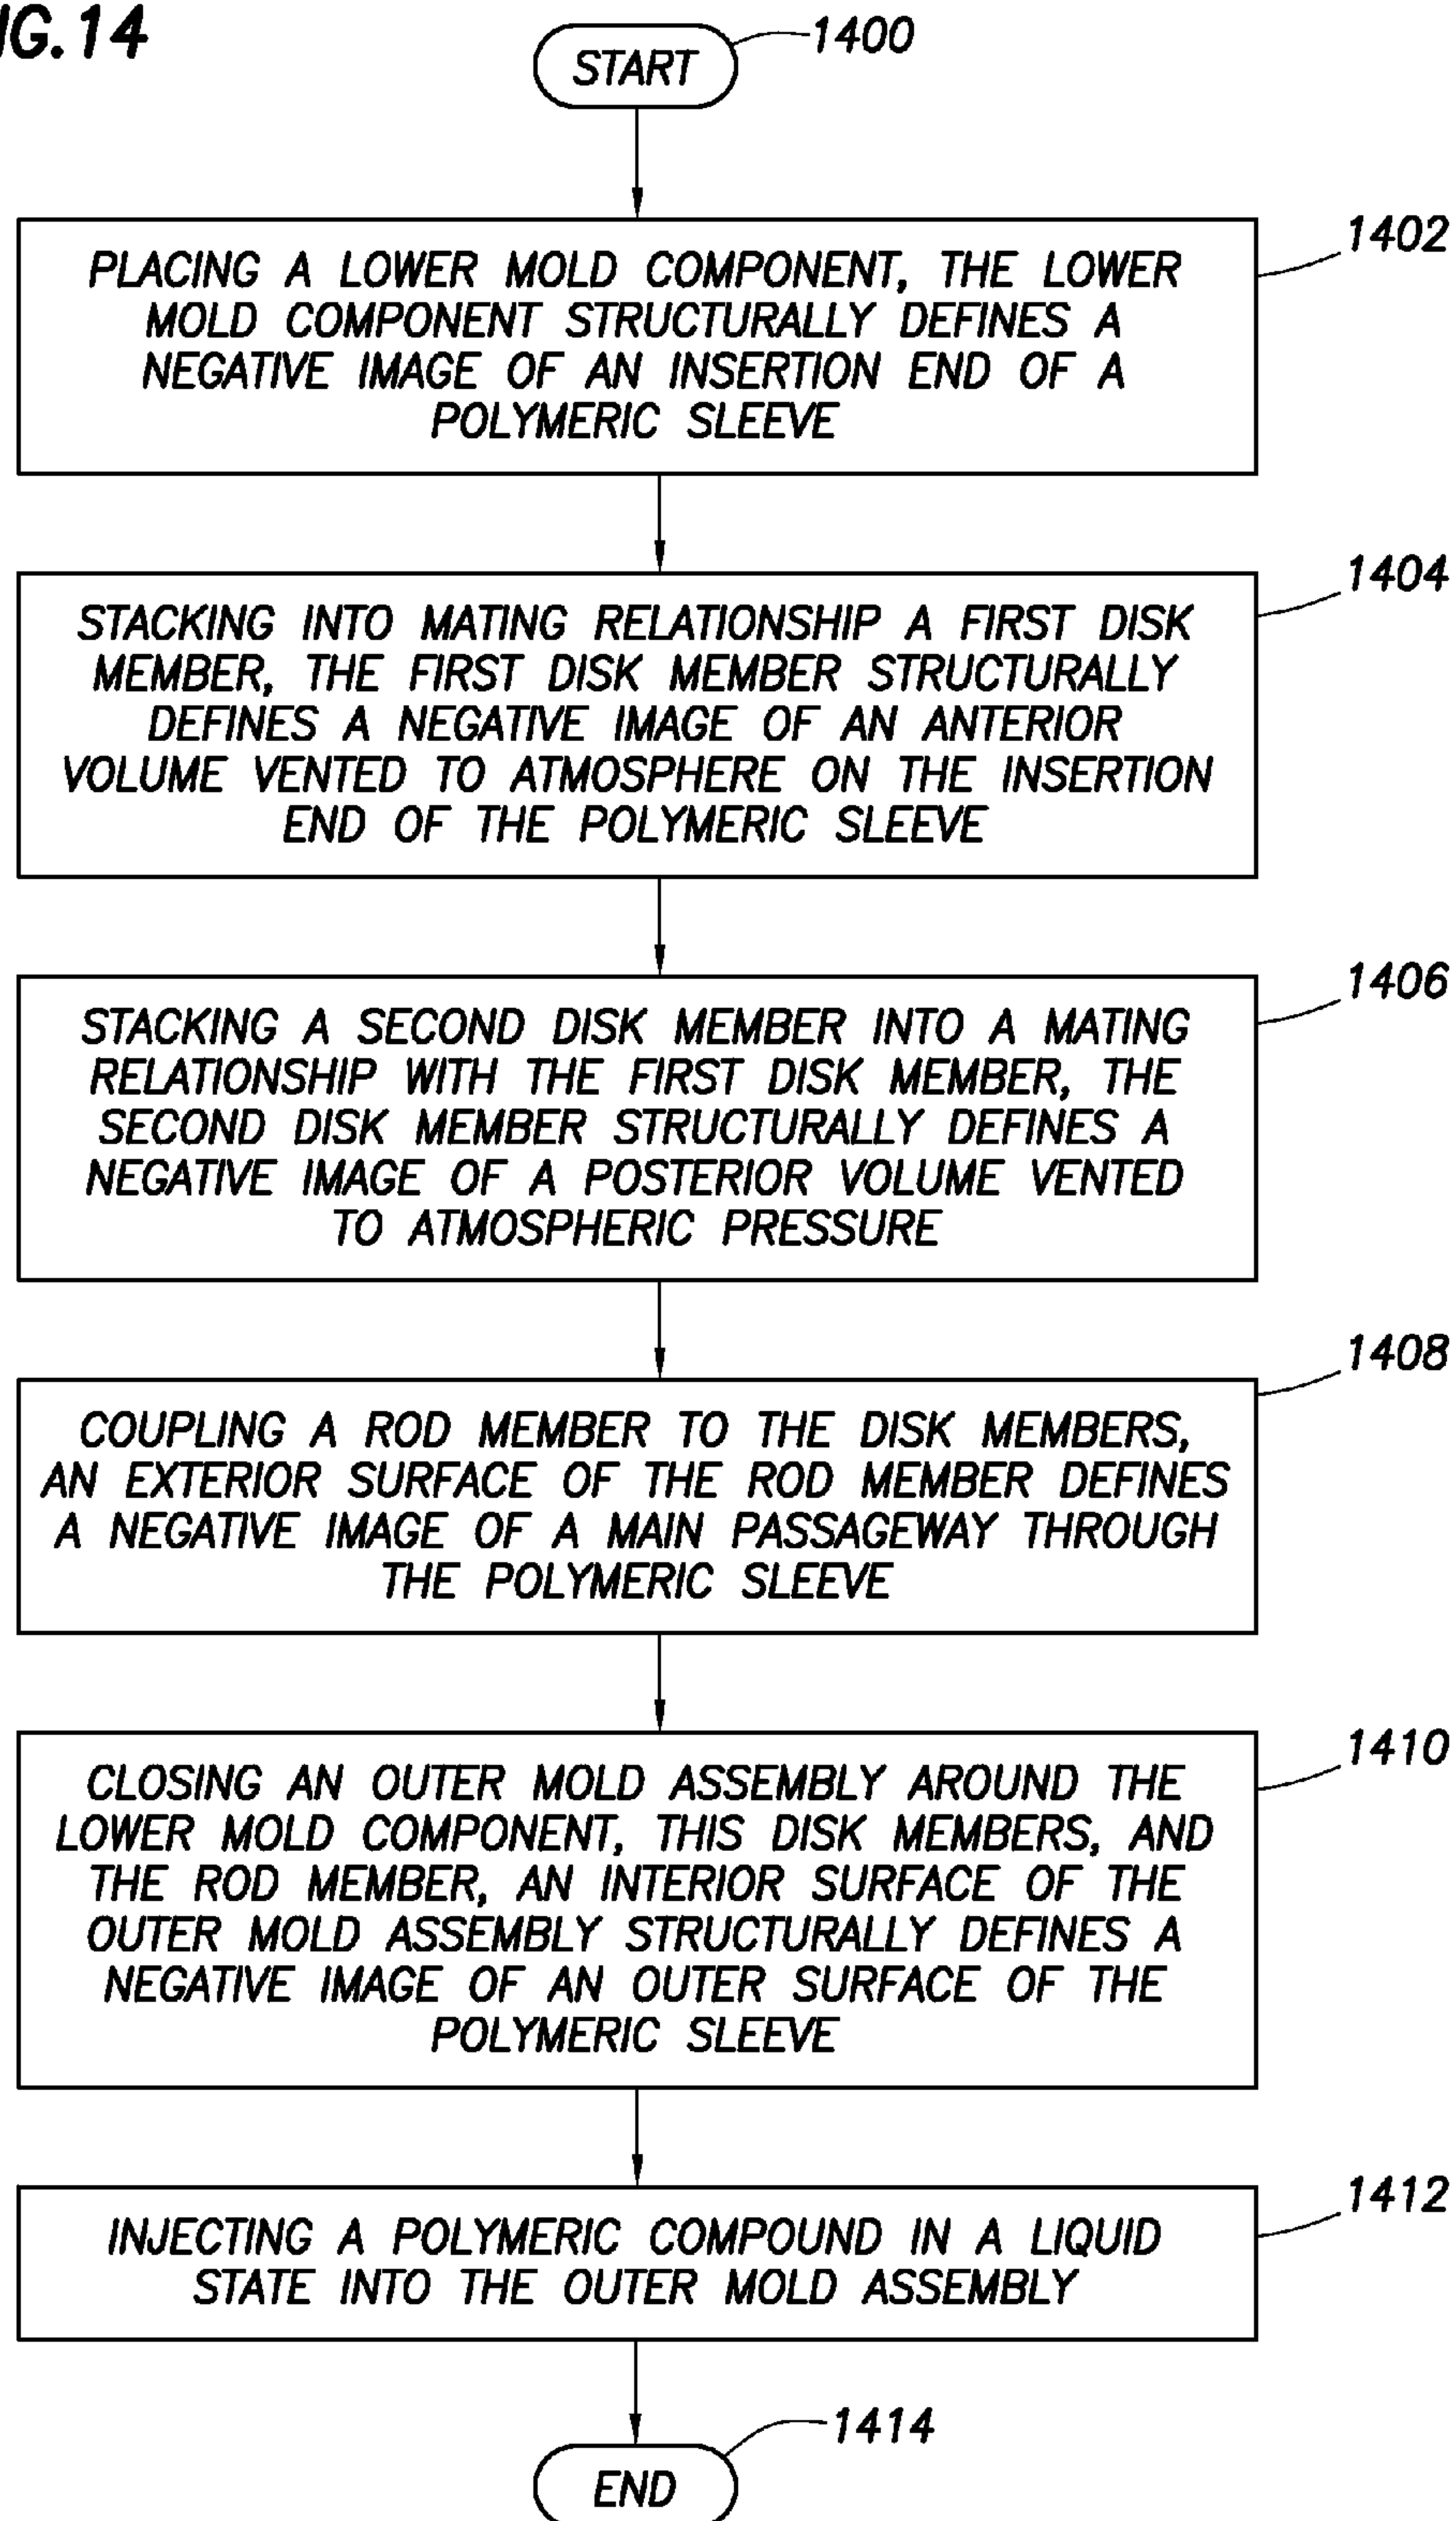 IG.14
START
1400
1402
PLACING A LOWER MOLD COMPONENT, THE LOWER
MOLD COMPONENT STRUCTURALLY DEFINES A
NEGATIVE IMAGE OF AN INSERTION END OF A
POLYMERIC SLEEVE
1404
STACKING INTO MATING RELATIONSHIP A FIRST DISK
MEMBER, THE FIRST DISK MEMBER STRUCTURALLY
DEFINES A NEGATIVE IMAGE OF AN ANTERIOR
VOLUME VENTED TO ATMOSPHERE ON THE INSERTION
END OF THE POLYMERIC SLEEVE
1406
STACKING A SECOND DISK MEMBER INTO A MATING
RELATIONSHIP WITH THE FIRST DISK MEMBER, THE
SECOND DISK MEMBER STRUCTURALLY DEFINES A
NEGATIVE IMAGE OF A POSTERIOR VOLUME VENTED
TO ATMOSPHERIC PRESSURE
1408
COUPLING A ROD MEMBER TO THE DISK MEMBERS,
AN EXTERIOR SURFACE OF THE ROD MEMBER DEFINES
A NEGATIVE IMAGE OF A MAIN PASSAGEWAY THROUGH
THE POLYMERIC SLEEVE
1410
CLOSING AN OUTER MOLD ASSEMBLY AROUND THE
LOWER MOLD COMPONENT, THIS DISK MEMBERS, AND
THE ROD MEMBER, AN INTERIOR SURFACE OF THE
OUTER MOLD ASSEMBLY STRUCTURALLY DEFINES A
NEGATIVE IMAGE OF AN OUTER SURFACE OF THE
POLYMERIC SLEEVE
1412
INJECTING A POLYMERIC COMPOUND IN A LIQUID
STATE INTO THE OUTER MOLD ASSEMBLY
1414
END